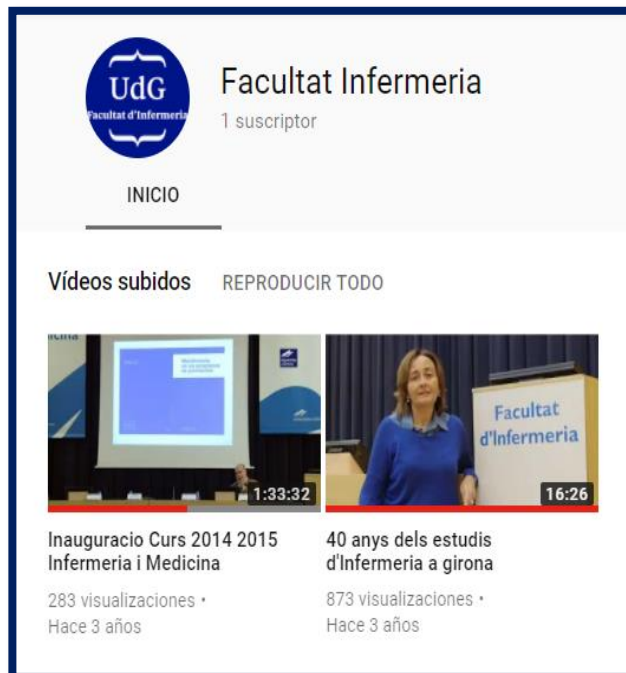 UdG
Facultat d'Infermeria
Facultat Infermeria
1 suscriptor
INICIO
Vídeos subidos
REPRODUCIR TODO
1:33:32
Facultat
d'Infermeria
16:26
Inauguracio Curs 2014 2015
Infermeria i Medicina
283 visualizaciones •
Hace 3 años
40 anys dels estudis
d'Infermeria a girona
873 visualizaciones •
Hace 3 años